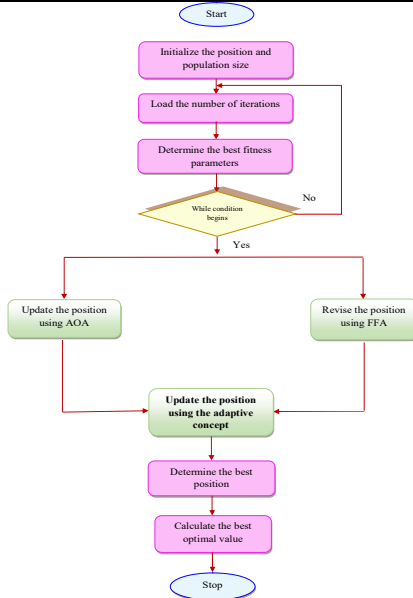 Start
Initialize the position and
population size
Load the number of iterations
Determine the best fitness
parameters
While condition
begins
No
Yes
Update the position
using AOA
Revise the position
using FFA
Update the position
using the adaptive
concept
Determine the best
position
Calculate the best
optimal value
Stop